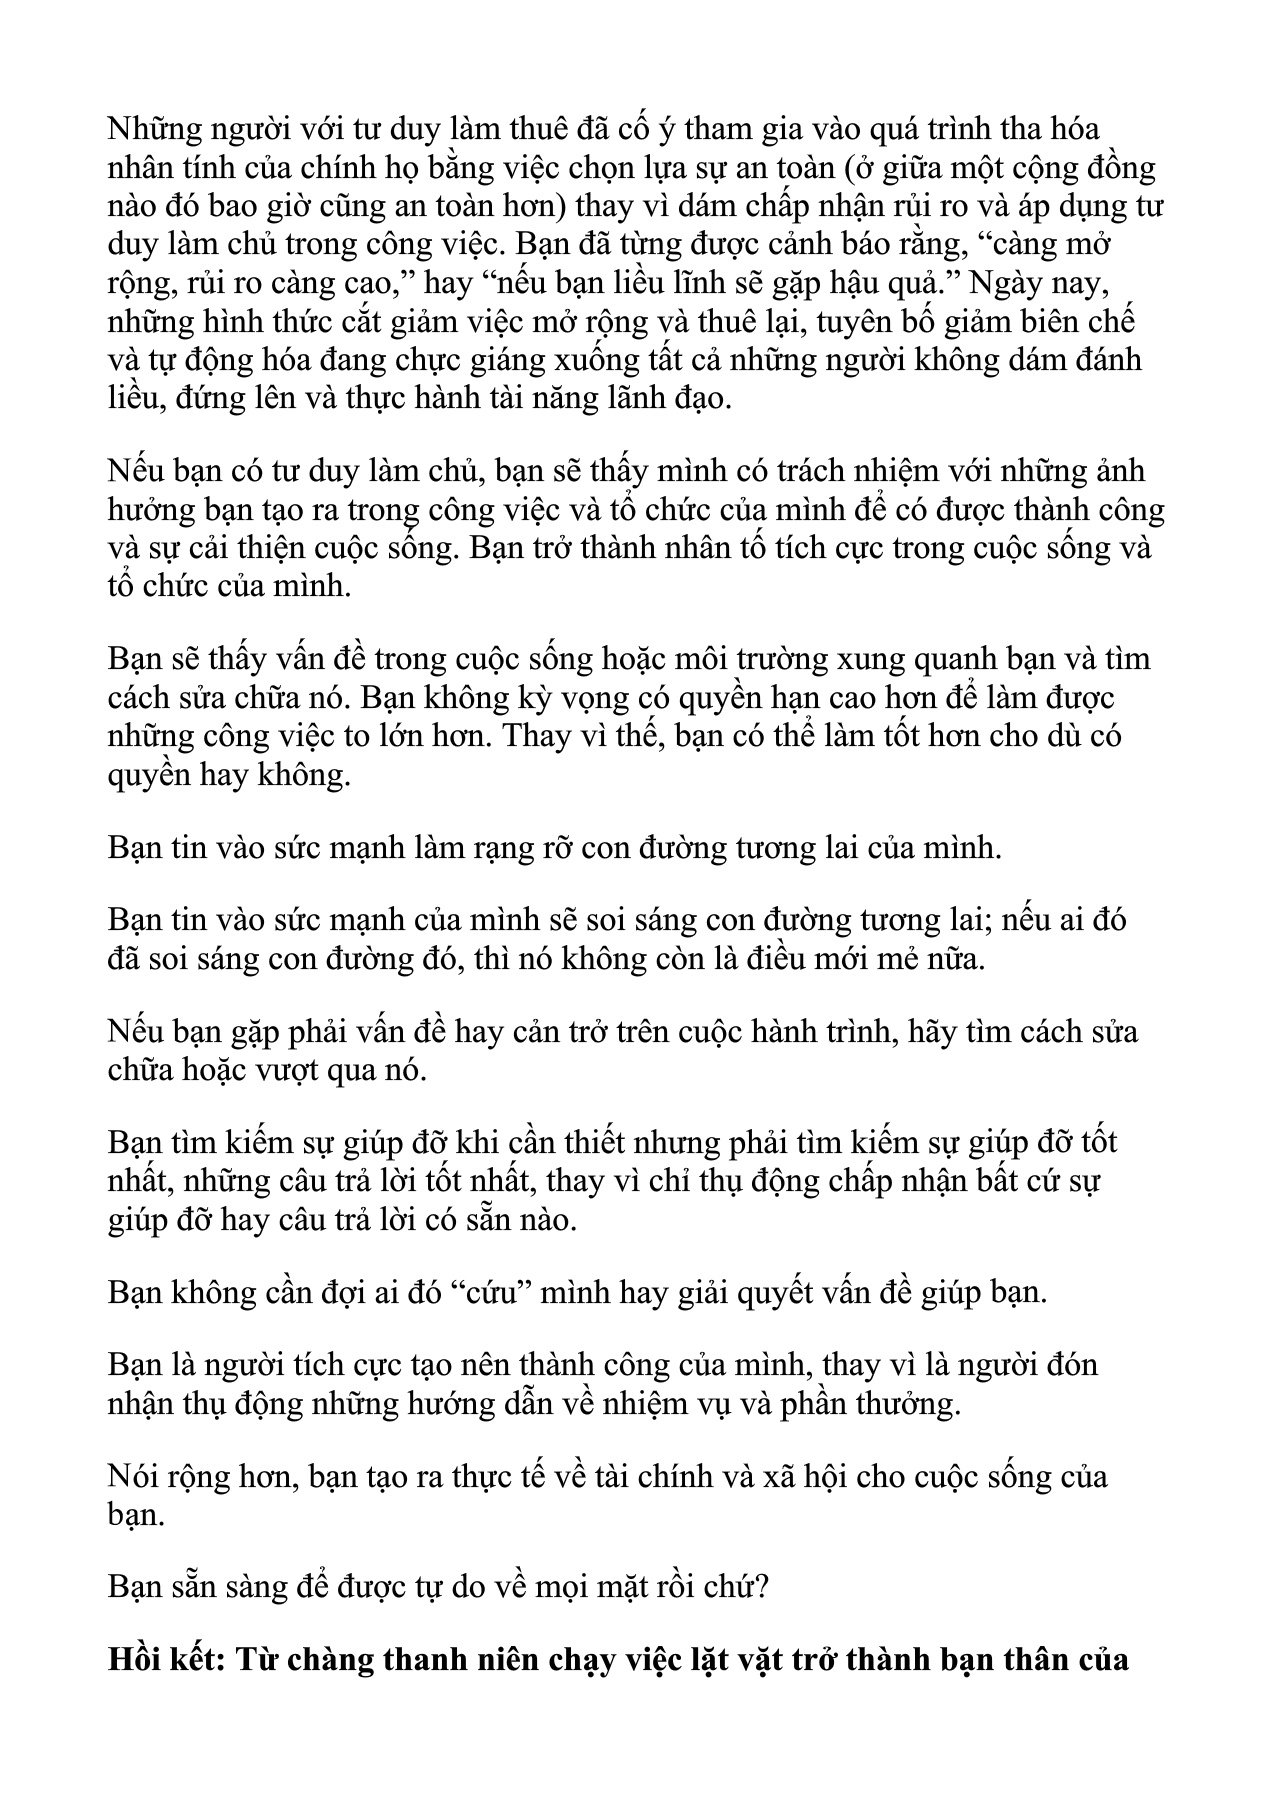 Những người với tư duy làm thuê đã cố ý tham gia vào quá trình tha hóa
nhân tính của chính họ bằng việc chọn lựa sự an toàn (ở giữa một cộng đồng
nào đó bao giờ cũng an toàn hơn) thay vì dám chấp nhận rủi ro và áp dụng tư
duy làm chủ trong công việc. Bạn đã từng được cảnh báo rằng, “càng mở
rộng, rủi ro càng cao,” hay “nếu bạn liều lĩnh sẽ gặp hậu quả.” Ngày nay,
những hình thức cắt giảm việc mở rộng và thuê lại, tuyên bố giảm biên chế
và tự động hóa đang chực giáng xuống tất cả những người không dám đánh
liều, đứng lên và thực hành tài năng lãnh đạo.
Nếu bạn có tư duy làm chủ, bạn sẽ thấy mình có trách nhiệm với những ảnh
hưởng bạn tạo ra trong công việc và tổ chức của mình để có được thành công
và sự cải thiện cuộc sống. Bạn trở thành nhân tố tích cực trong cuộc sống và
tổ chức của mình.
Bạn sẽ thấy vấn đề trong cuộc sống hoặc môi trường xung quanh bạn và tìm
cách sửa chữa nó. Bạn không kỳ vọng có quyền hạn cao hơn để làm được
những công việc to lớn hơn. Thay vì thế, bạn có thể làm tốt hơn cho dù có
quyền hay không.
Bạn tin vào sức mạnh làm rạng rỡ con đường tương lai của mình.
Bạn tin vào sức mạnh của mình sẽ soi sáng con đường tương lai; nếu ai đó
đã soi sáng con đường đó, thì nó không còn là điều mới mẻ nữa.
Nếu bạn gặp phải vấn đề hay cản trở trên cuộc hành trình, hãy tìm cách sửa
chữa hoặc vượt qua nó.
Bạn tìm kiếm sự giúp đỡ khi cần thiết nhưng phải tìm kiếm sự giúp đỡ tốt
nhất, những câu trả lời tốt nhất, thay vì chỉ thụ động chấp nhận bất cứ sự
giúp đỡ hay câu trả lời có sẵn nào.
Bạn không cần đợi ai đó “cứu” mình hay giải quyết vấn đề giúp bạn.
Bạn là người tích cực tạo nên thành công của mình, thay vì là người đón
nhận thụ động những hướng dẫn về nhiệm vụ và phần thưởng.
Nói rộng hơn, bạn tạo ra thực tế về tài chính và xã hội cho cuộc sống của
bạn.
Bạn sẵn sàng để được tự do về mọi mặt rồi chứ?
Hồi kết: Từ chàng thanh niên chạy việc lặt vặt trở thành bạn thân của